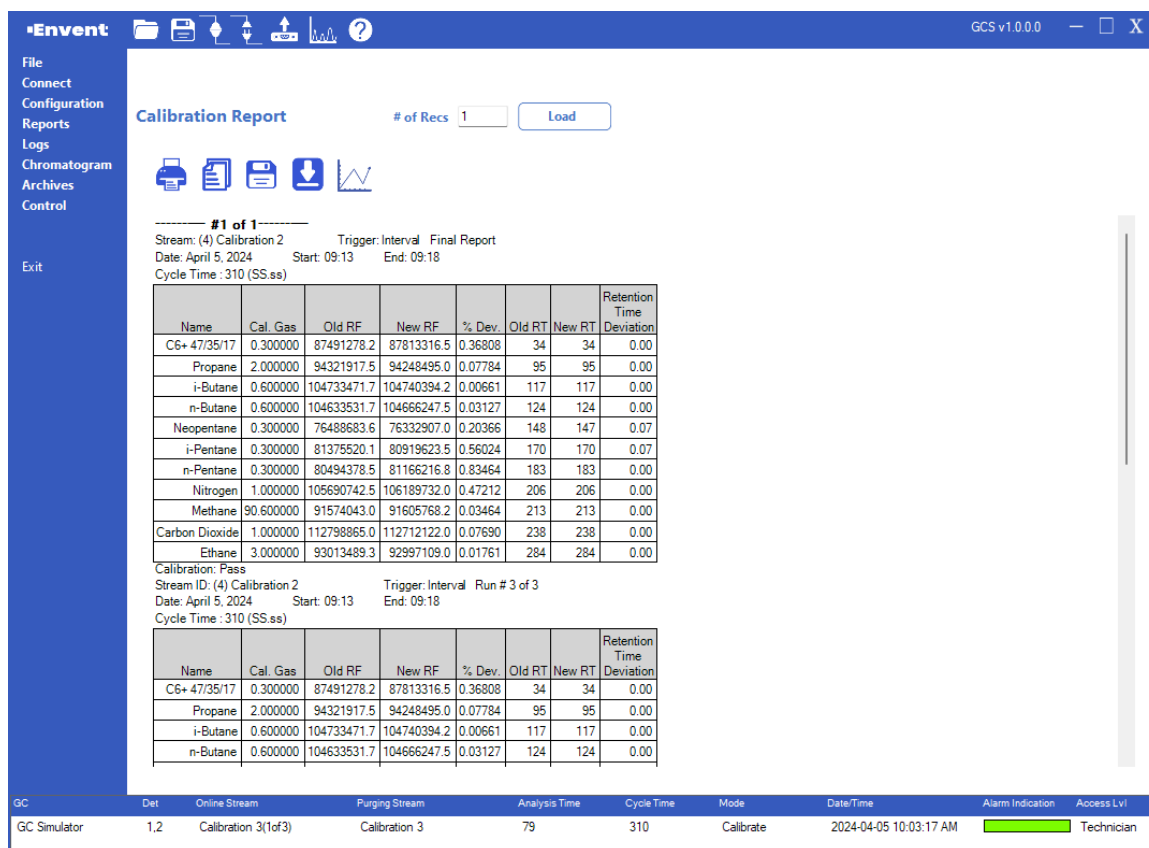 Envent
GCS v1.0.0.0
X
File
Connect
Configuration
Reports
Logs
Chromatogram
Archives
Control
Exit
Calibration Report # of Recs 1 Load
--------- #1 of 1---------
Stream: (4) Calibration 2 Trigger: Interval Final Report
Date: April 5, 2024 Start: 09:13 End: 09:18
Cycle Time : 310 (SS.ss)
Name Cal. Gas Old RF New RF % Dev. Old RT New RT Retention Time Deviation
C6+ 47/35/17 0.300000 87491278.2 87813316.5 0.36808 34 34 0.00
Propane 2.000000 94321917.5 94248495.0 0.07784 95 95 0.00
i-Butane 0.600000 104733471.7 104740394.2 0.00661 117 117 0.00
n-Butane 0.600000 104633531.7 104666247.5 0.03127 124 124 0.00
Neopentane 0.300000 76488683.6 76332907.0 0.20366 148 147 0.07
i-Pentane 0.300000 81375520.1 80919623.5 0.56024 170 170 0.07
n-Pentane 0.300000 80494378.5 81166216.8 0.83464 183 183 0.00
Nitrogen 1.000000 105690742.5 106189732.0 0.47212 206 206 0.00
Methane 90.600000 91574043.0 91605768.2 0.03464 213 213 0.00
Carbon Dioxide 1.000000 112798865.0 112712122.0 0.07690 238 238 0.00
Ethane 3.000000 93013489.3 92997109.0 0.01761 284 284 0.00
Calibration: Pass
Stream ID: (4) Calibration 2 Trigger: Interval Run # 3 of 3
Date: April 5, 2024 Start: 09:13 End: 09:18
Cycle Time : 310 (SS.ss)
Name Cal. Gas Old RF New RF % Dev. Old RT New RT Retention Time Deviation
C6+ 47/35/17 0.300000 87491278.2 87813316.5 0.36808 34 34 0.00
Propane 2.000000 94321917.5 94248495.0 0.07784 95 95 0.00
i-Butane 0.600000 104733471.7 104740394.2 0.00661 117 117 0.00
n-Butane 0.600000 104633531.7 104666247.5 0.03127 124 124 0.00
GC Det Online Stream Purging Stream Analysis Time Cycle Time Mode Date/Time Alarm Indication Access Lvl
GC Simulator 1,2 Calibration 3(1of3) Calibration 3 79 310 Calibrate 2024-04-05 10:03:17 AM Technician